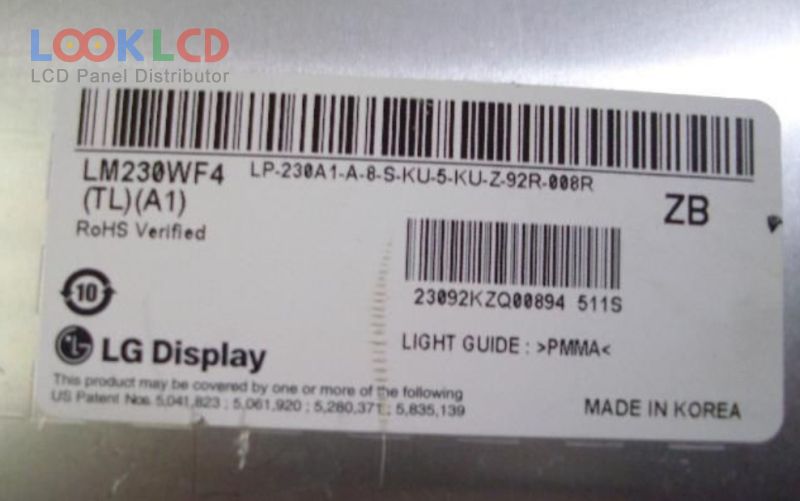 LOOKLCD
LCD Panel Distributor
LM230WF4 LP-230A1-A-8-S-KU-5-KU-Z-92R-008R
(TL)(A1)
ZB
RoHS Verified
23092KZQ00894 511S
10
LIGHT GUIDE : >PMMA<
LG Display
This product may be covered by one or more of the following
US Patent Nos. 5,041,823 ; 5,061,920 ; 5,280,371 ; 5,835,139
MADE IN KOREA